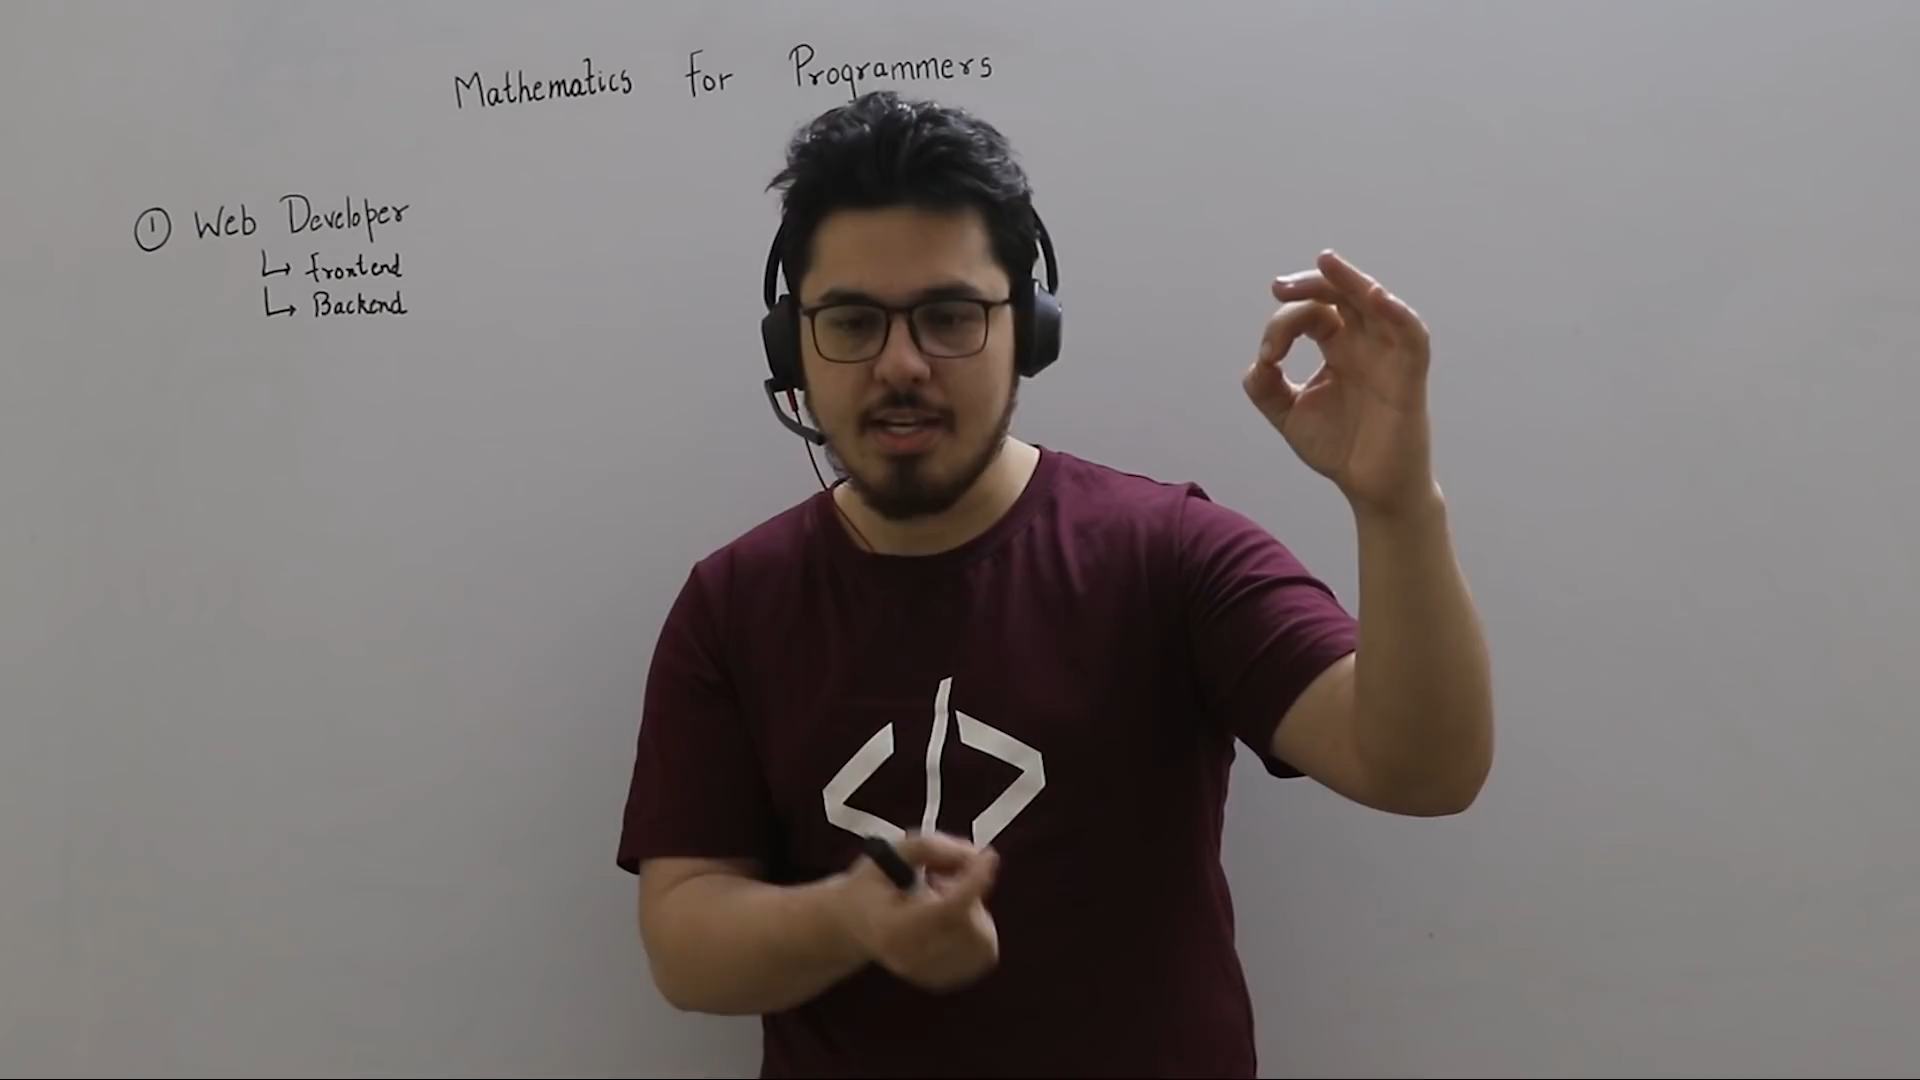 Mathematics for Programmers
① Web Developer
↳ frontend
↳ Backend